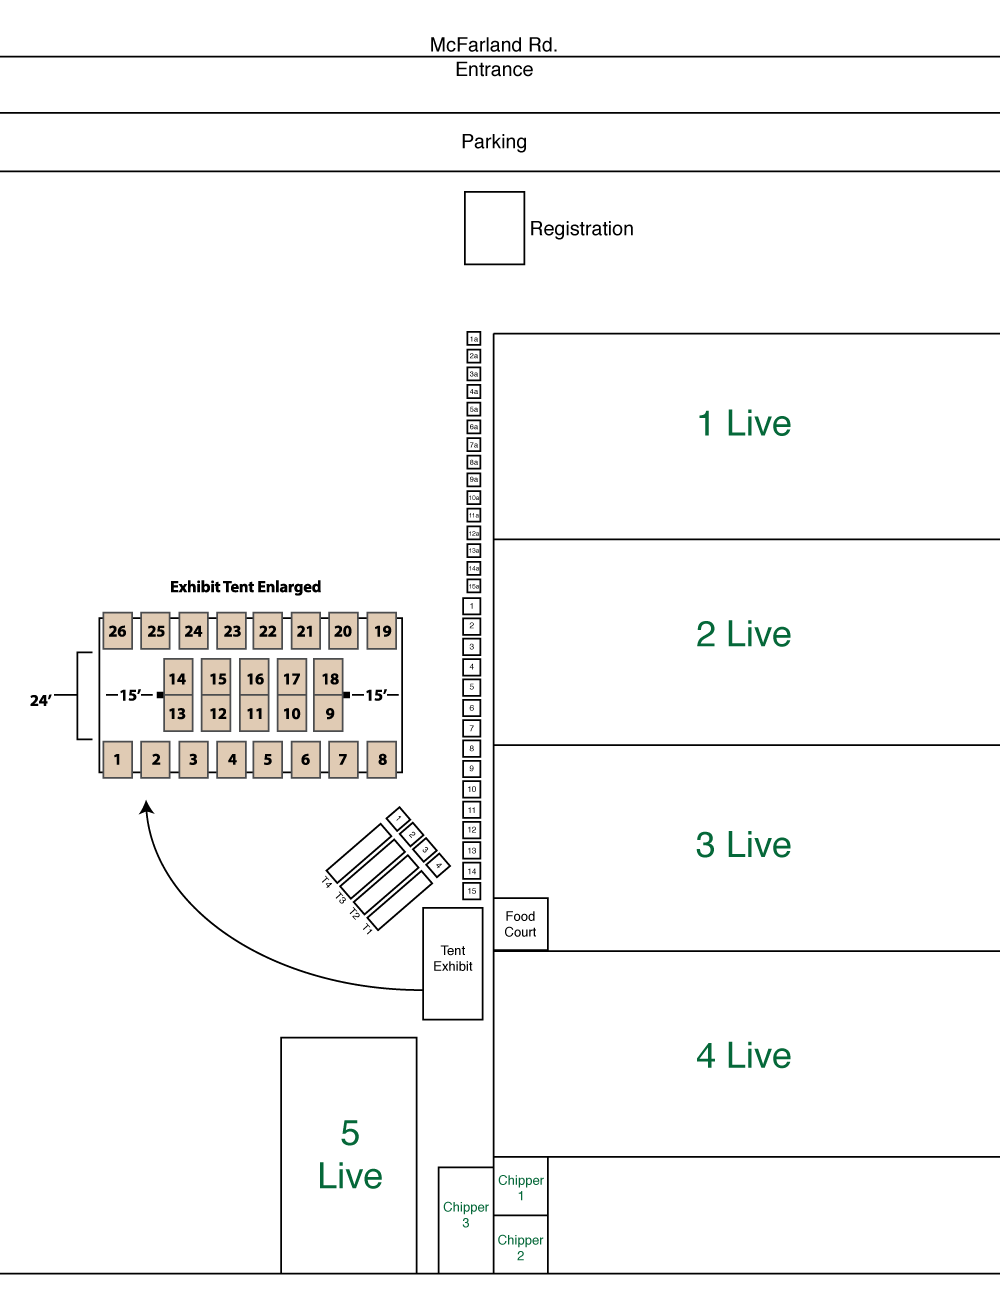 McFarland Rd.
Entrance
Parking
Registration
1a
2a
3a
4a
5a
6a
7a
8a
9a
10a
11a
12a
13a
14a
15a
1 Live
2 Live
Exhibit Tent Enlarged
26 25 24 23 22 21 20 19
14 15 16 17 18
24' 15' 15'
13 12 11 10 9
1 2 3 4 5 6 7 8
1
2
3
4
5
6
7
8
9
10
11
12
13
14
15
3 Live
1
2
3
4
T4
T3
T2
T1
Food
Court
Tent
Exhibit
4 Live
5
Live
Chipper
1
Chipper
3
Chipper
2